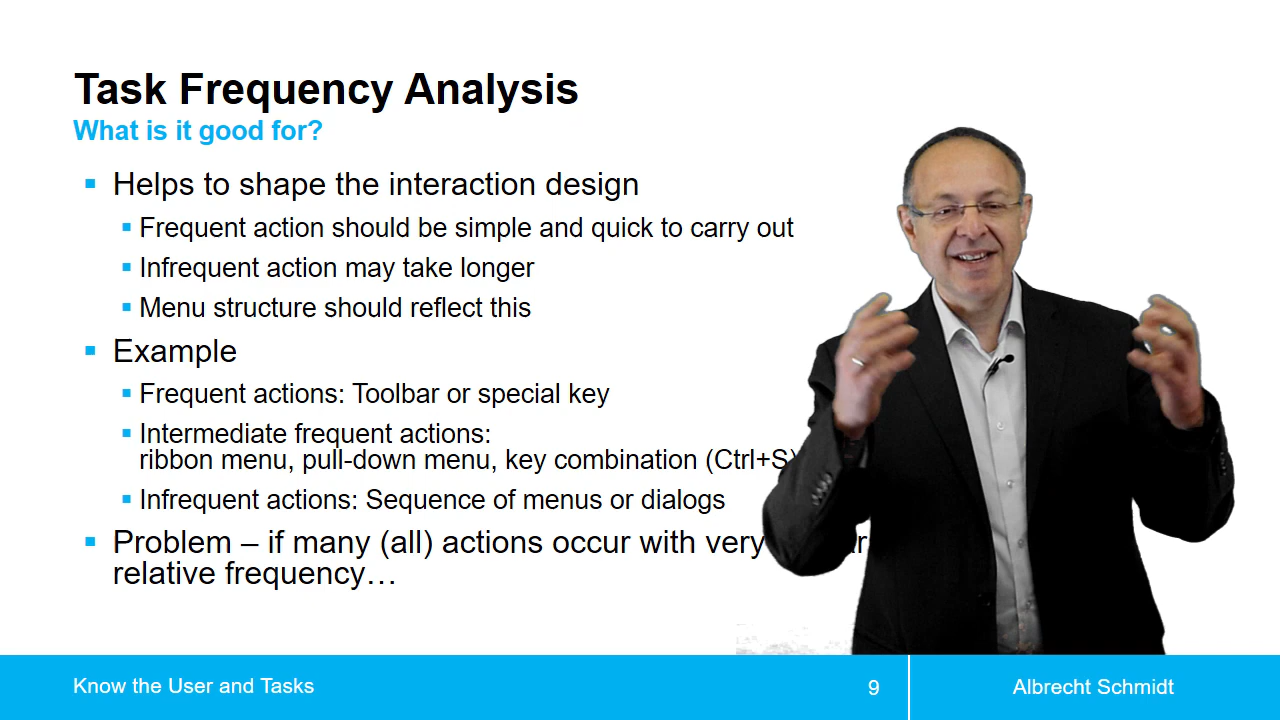 Task Frequency Analysis
What is it good for?
Helps to shape the interaction design
Frequent action should be simple and quick to carry out
Infrequent action may take longer
Menu structure should reflect this
Example
Frequent actions: Toolbar or special key
Intermediate frequent actions:
ribbon menu, pull-down menu, key combination (Ctrl+S)
Infrequent actions: Sequence of menus or dialogs
Problem – if many (all) actions occur with very
relative frequency…
Know the User and Tasks
9
Albrecht Schmidt